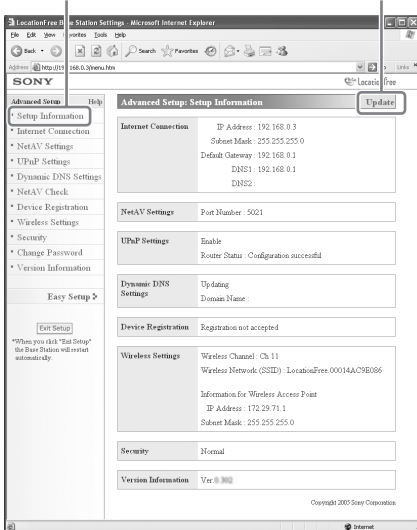 LocationFree Base Station Settings - Microsoft Internet Explorer
File Edit View Favorites Tools Help
Back Search Favorites
Address http://192.168.0.3/menu.htm Links
SONY LocationFree
Advanced Setup Help
Setup Information
Internet Connection
NetAV Settings
UPnP Settings
Dynamic DNS Settings
NetAV Check
Device Registration
Wireless Settings
Security
Change Password
Version Information
Easy Setup
Exit Setup
*When you click "Exit Setup"
the Base Station will restart
automatically.
Advanced Setup: Setup Information Update
Internet Connection IP Address : 192.168.0.3
Subnet Mask : 255.255.255.0
Default Gateway : 192.168.0.1
DNS1 : 192.168.0.1
DNS2 :
NetAV Settings Port Number : 5021
UPnP Settings Enable
Router Status : Configuration successful
Dynamic DNS Updating
Settings Domain Name :
Device Registration Registration not accepted
Wireless Settings Wireless Channel : Ch 11
Wireless Network (SSID) : LocationFree.00014AC9E086
Information for Wireless Access Point
IP Address : 172.29.71.1
Subnet Mask : 255.255.255.0
Security Normal
Version Information Ver.
Copyright 2005 Sony Corporation
Internet